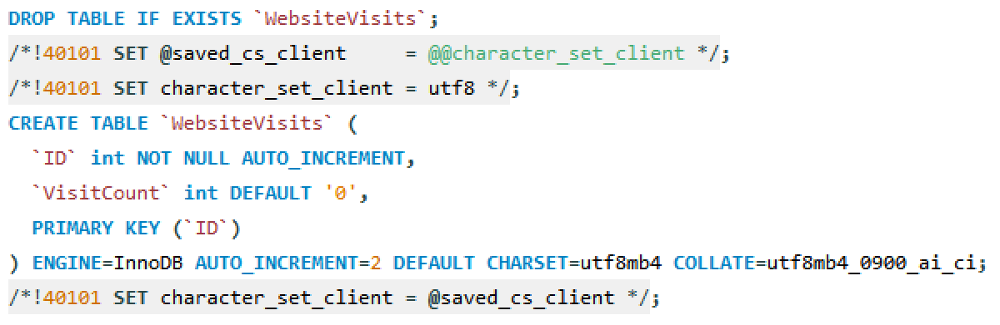 DROP TABLE IF EXISTS `WebsiteVisits`;
/*!40101 SET @saved_cs_client     = @@character_set_client */;
/*!40101 SET character_set_client = utf8 */;
CREATE TABLE `WebsiteVisits` (
  `ID` int NOT NULL AUTO_INCREMENT,
  `VisitCount` int DEFAULT '0',
  PRIMARY KEY (`ID`)
) ENGINE=InnoDB AUTO_INCREMENT=2 DEFAULT CHARSET=utf8mb4 COLLATE=utf8mb4_0900_ai_ci;
/*!40101 SET character_set_client = @saved_cs_client */;